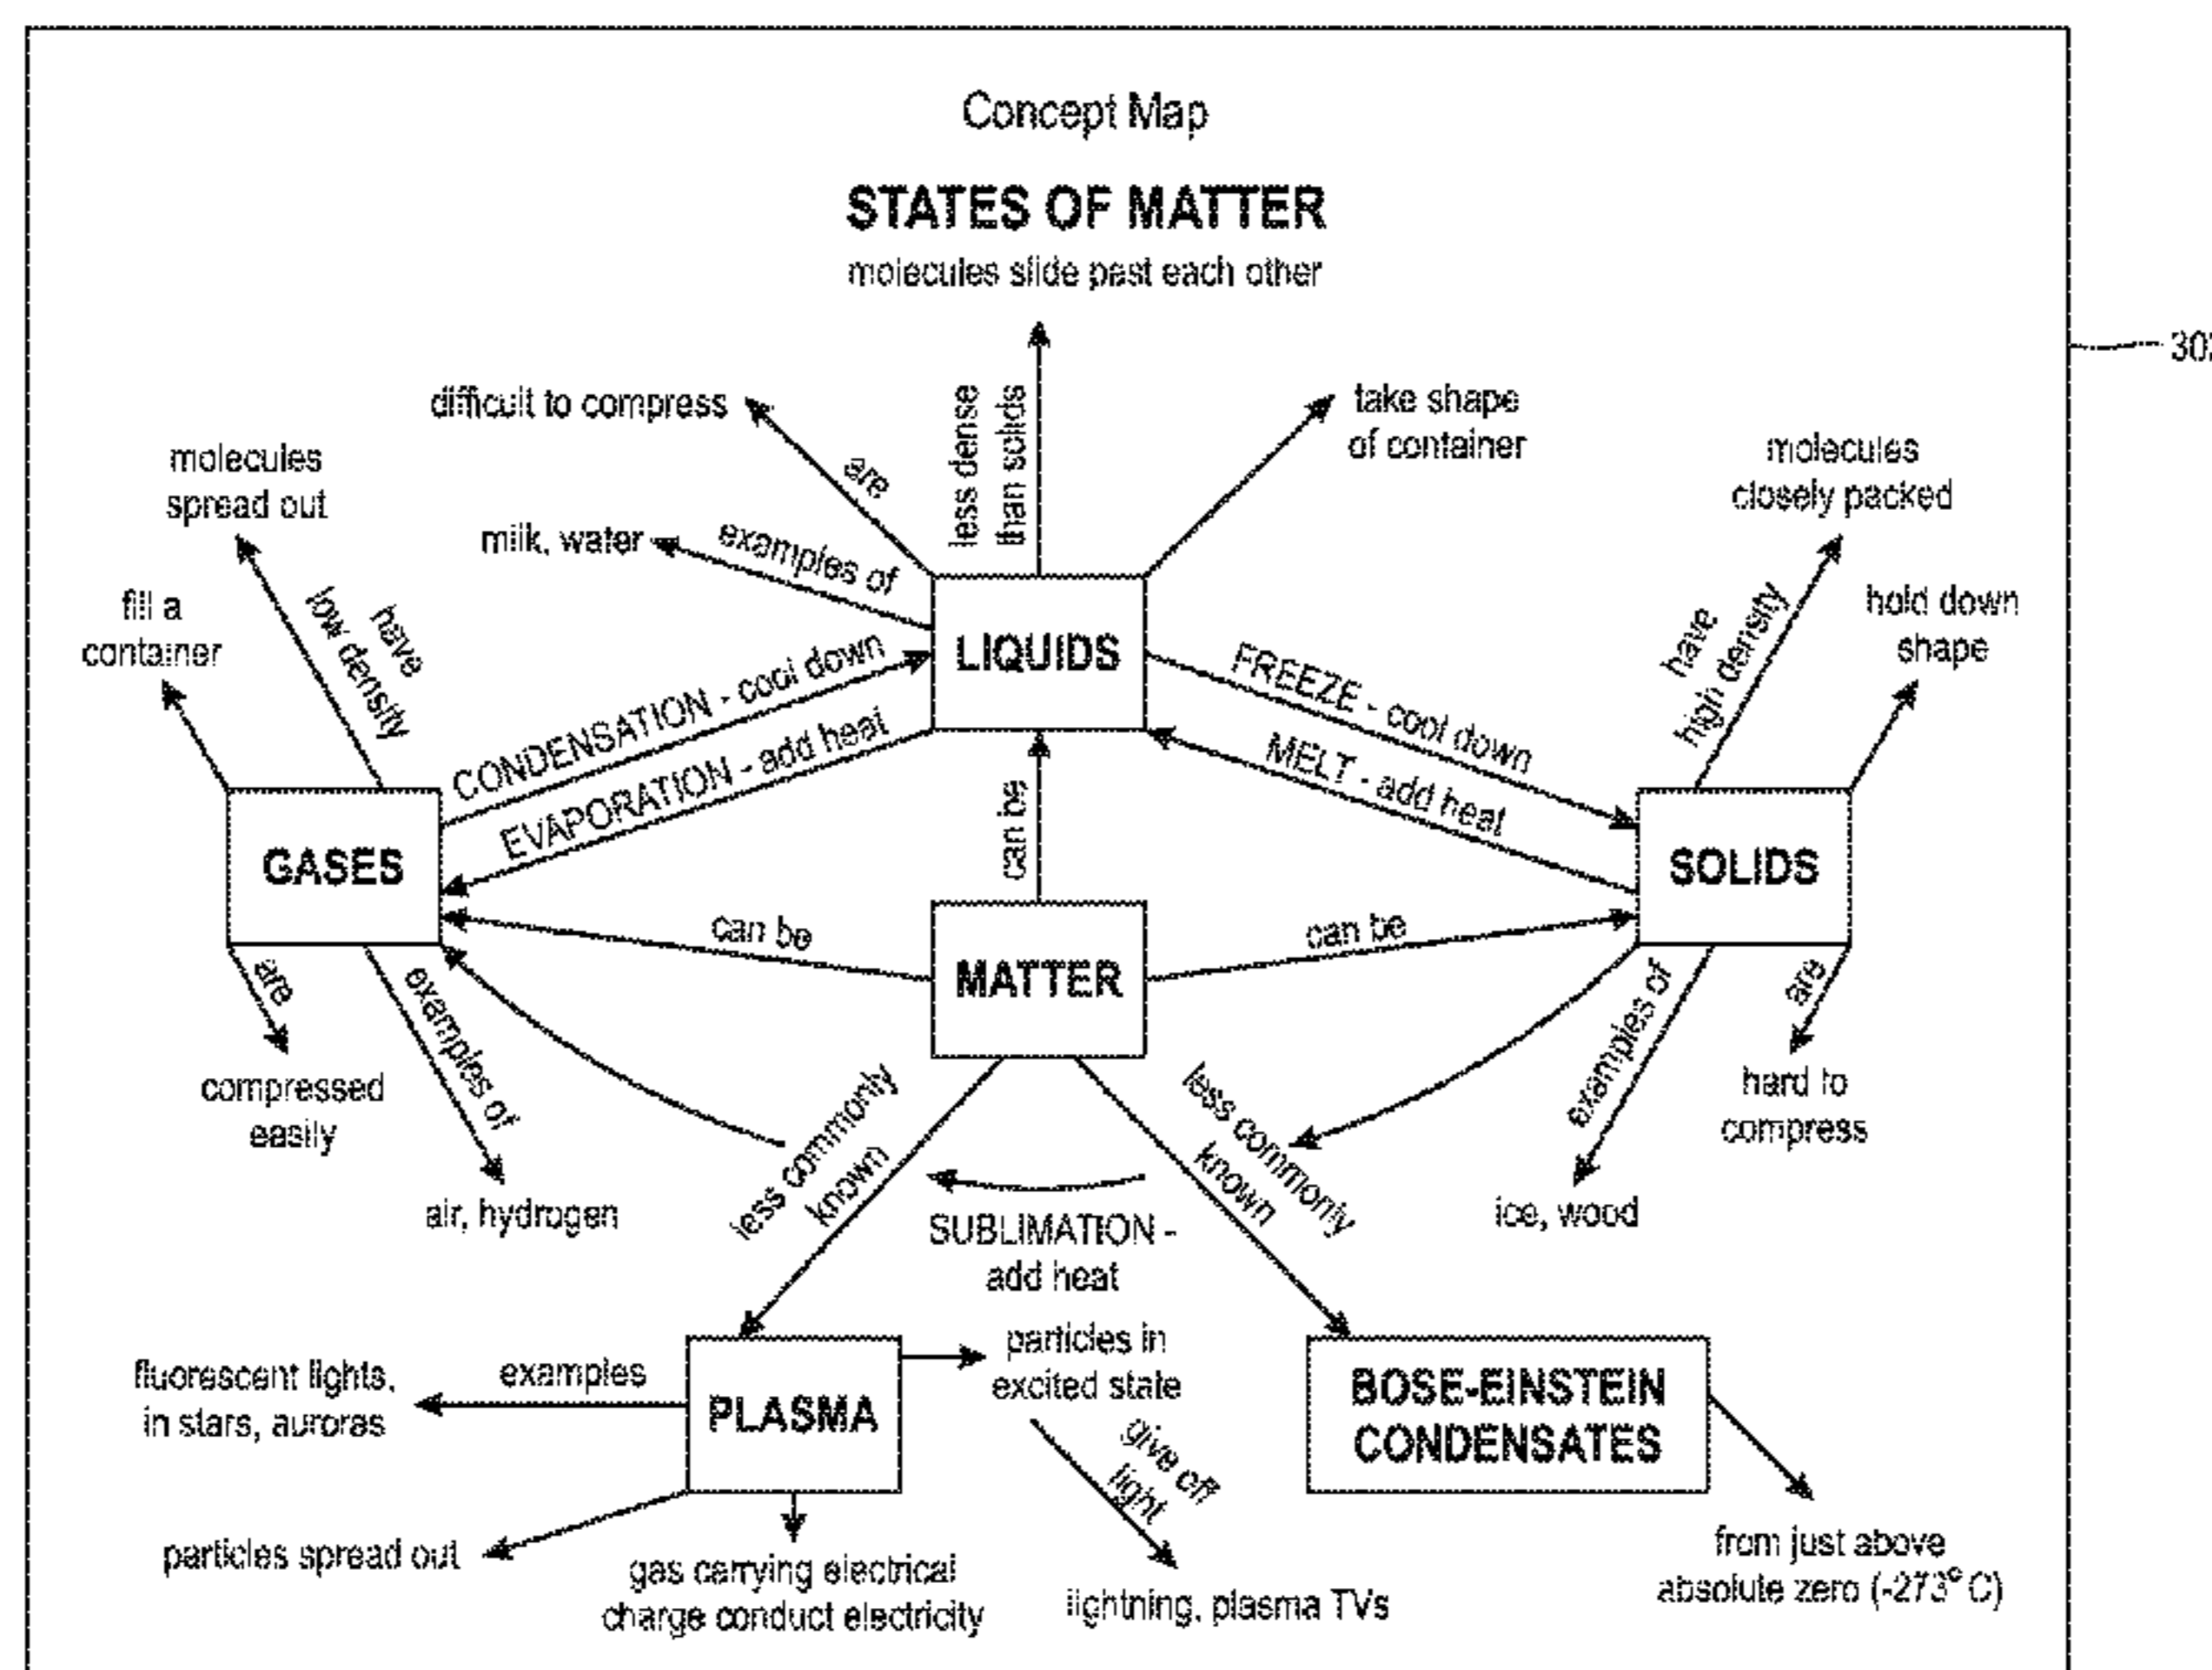 Concept Map
STATES OF MATTER
molecules slide past each other
difficult to compress
are
less dense
than solids
take shape
of container
molecules
spread out
milk, water
examples of
molecules
closely packed
fill a
container
have
low density
LIQUIDS
have
high density
hold down
shape
CONDENSATION - cool down
EVAPORATION - add heat
FREEZE - cool down
MELT - add heat
can be
GASES
SOLIDS
can be
MATTER
can be
are
examples of
examples of
are
compressed
easily
less commonly
known
less commonly
known
hard to
compress
air, hydrogen
SUBLIMATION -
add heat
ice, wood
fluorescent lights,
in stars, auroras
examples
PLASMA
particles in
excited state
BOSE-EINSTEIN
CONDENSATES
give off
light
particles spread out
gas carrying electrical
charge conduct electricity
lightning, plasma TVs
from just above
absolute zero (-273° C)